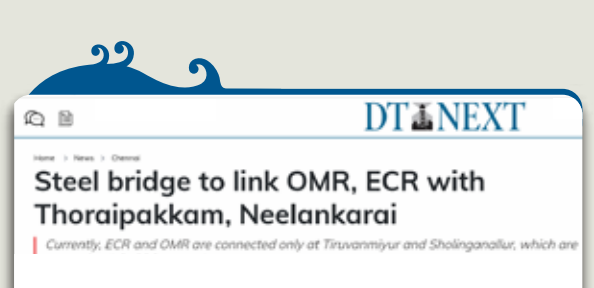 DT NEXT
Home > News > Chennai
Steel bridge to link OMR, ECR with
Thoraipakkam, Neelankarai
Currently, ECR and OMR are connected only at Tiruvanmiyur and Sholinganallur, which are